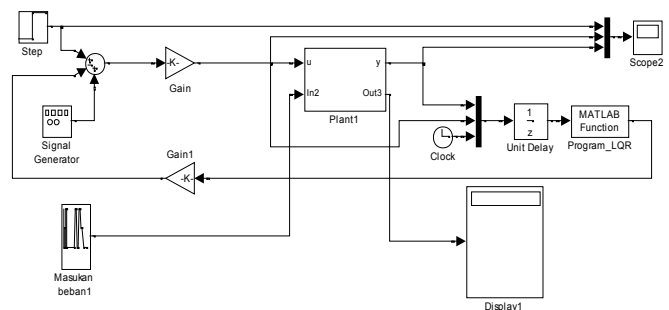 Step
Signal
Generator
-K-
Gain
u
y
In2
Out3
Plant1
Scope2
Clock
1
z
Unit Delay
MATLAB
Function
Program_LQR
Gain1
-K-
Masukan
beban1
Display1